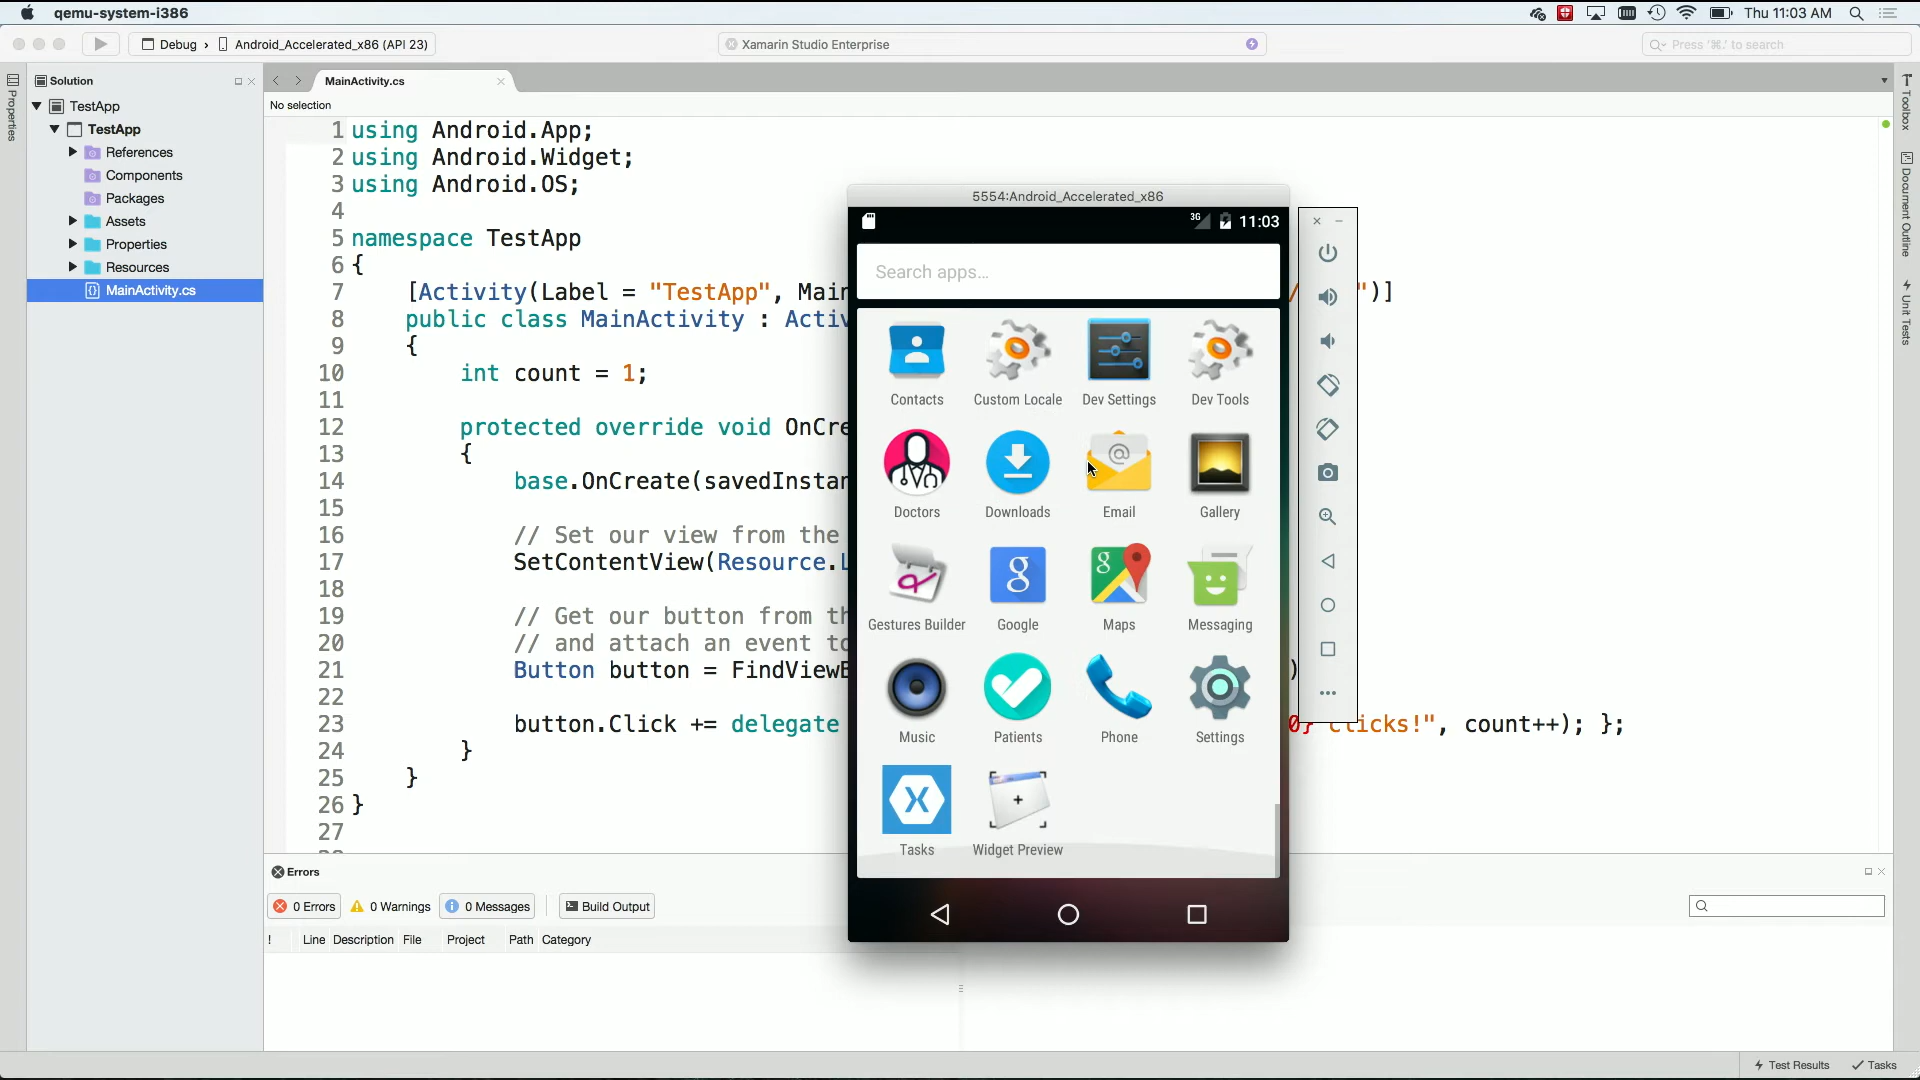 qemu-system-i386
Thu 11:03 AM
Debug › Android_Accelerated_x86 (API 23)
Xamarin Studio Enterprise
Press '⌘.' to search
Properties
Solution
TestApp
TestApp
References
Components
Packages
Assets
Properties
Resources
MainActivity.cs
MainActivity.cs
No selection
1 using Android.App;
2 using Android.Widget;
3 using Android.OS;
4
5 namespace TestApp
6 {
7 [Activity(Label = "TestApp", Main ")]
8 public class MainActivity : Activ
9 {
10 int count = 1;
11
12 protected override void OnCre
13 {
14 base.OnCreate(savedInstan
15
16 // Set our view from the
17 SetContentView(Resource.L
18
19 // Get our button from th
20 // and attach an event to
21 Button button = FindViewB )
22
23 button.Click += delegate 0} clicks!", count++); };
24 }
25 }
26 }
27
5554:Android_Accelerated_x86
3G 11:03
Search apps...
Contacts
Custom Locale
Dev Settings
Dev Tools
Doctors
Downloads
Email
Gallery
Gestures Builder
Google
Maps
Messaging
Music
Patients
Phone
Settings
Tasks
Widget Preview
Toolbox
Document Outline
Unit Tests
Errors
0 Errors
0 Warnings
0 Messages
Build Output
! Line Description File Project Path Category
Test Results
Tasks